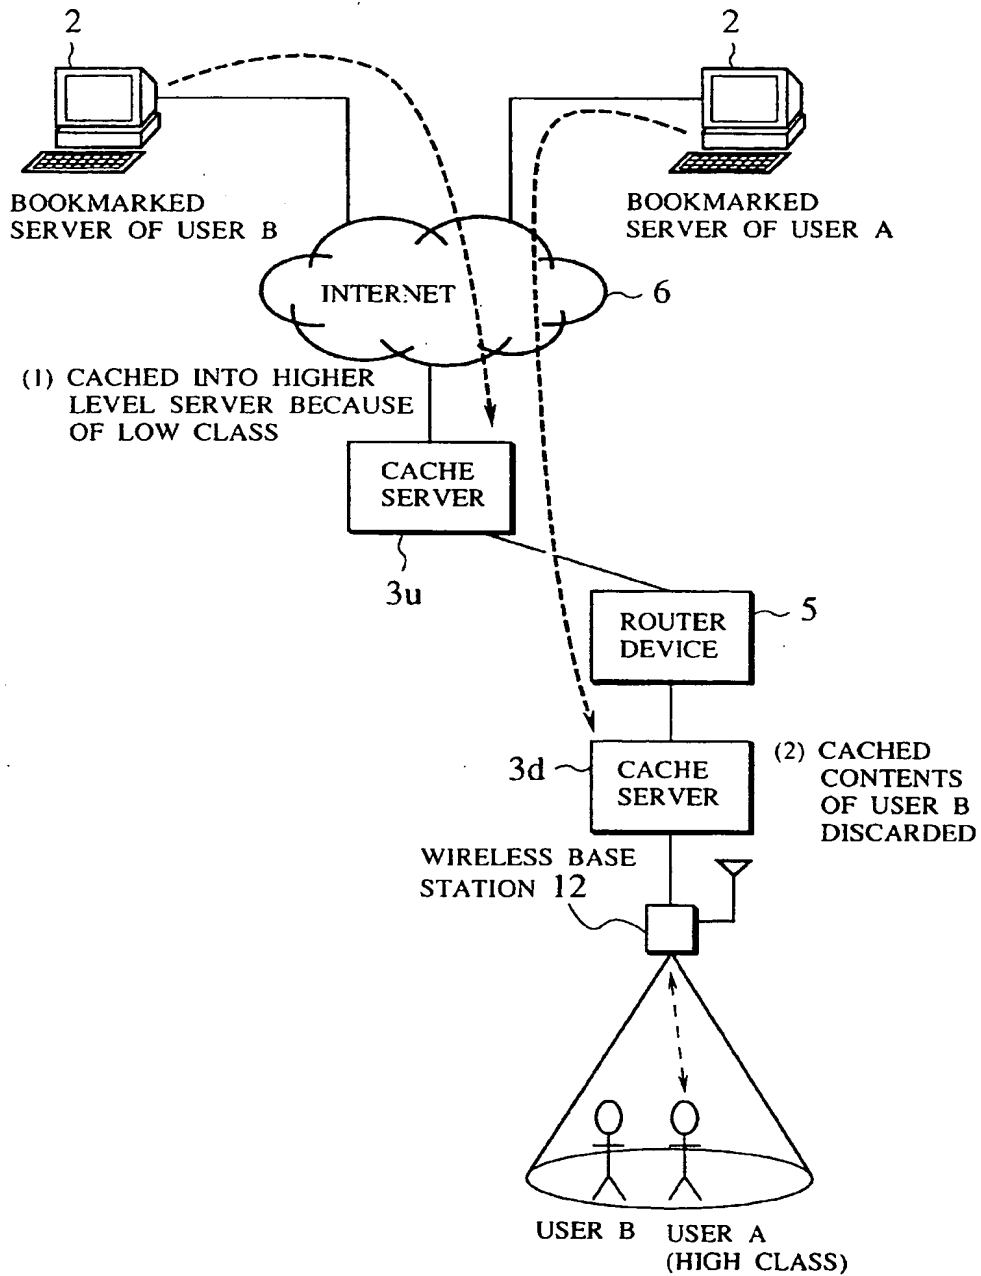 2
2
BOOKMARKED
SERVER OF USER B
BOOKMARKED
SERVER OF USER A
INTERNET
6
(1) CACHED INTO HIGHER
LEVEL SERVER BECAUSE
OF LOW CLASS
CACHE
SERVER
3u
ROUTER
DEVICE
5
3d
CACHE
SERVER
(2) CACHED
CONTENTS
OF USER B
DISCARDED
WIRELESS BASE
STATION 12
USER B
USER A
(HIGH CLASS)